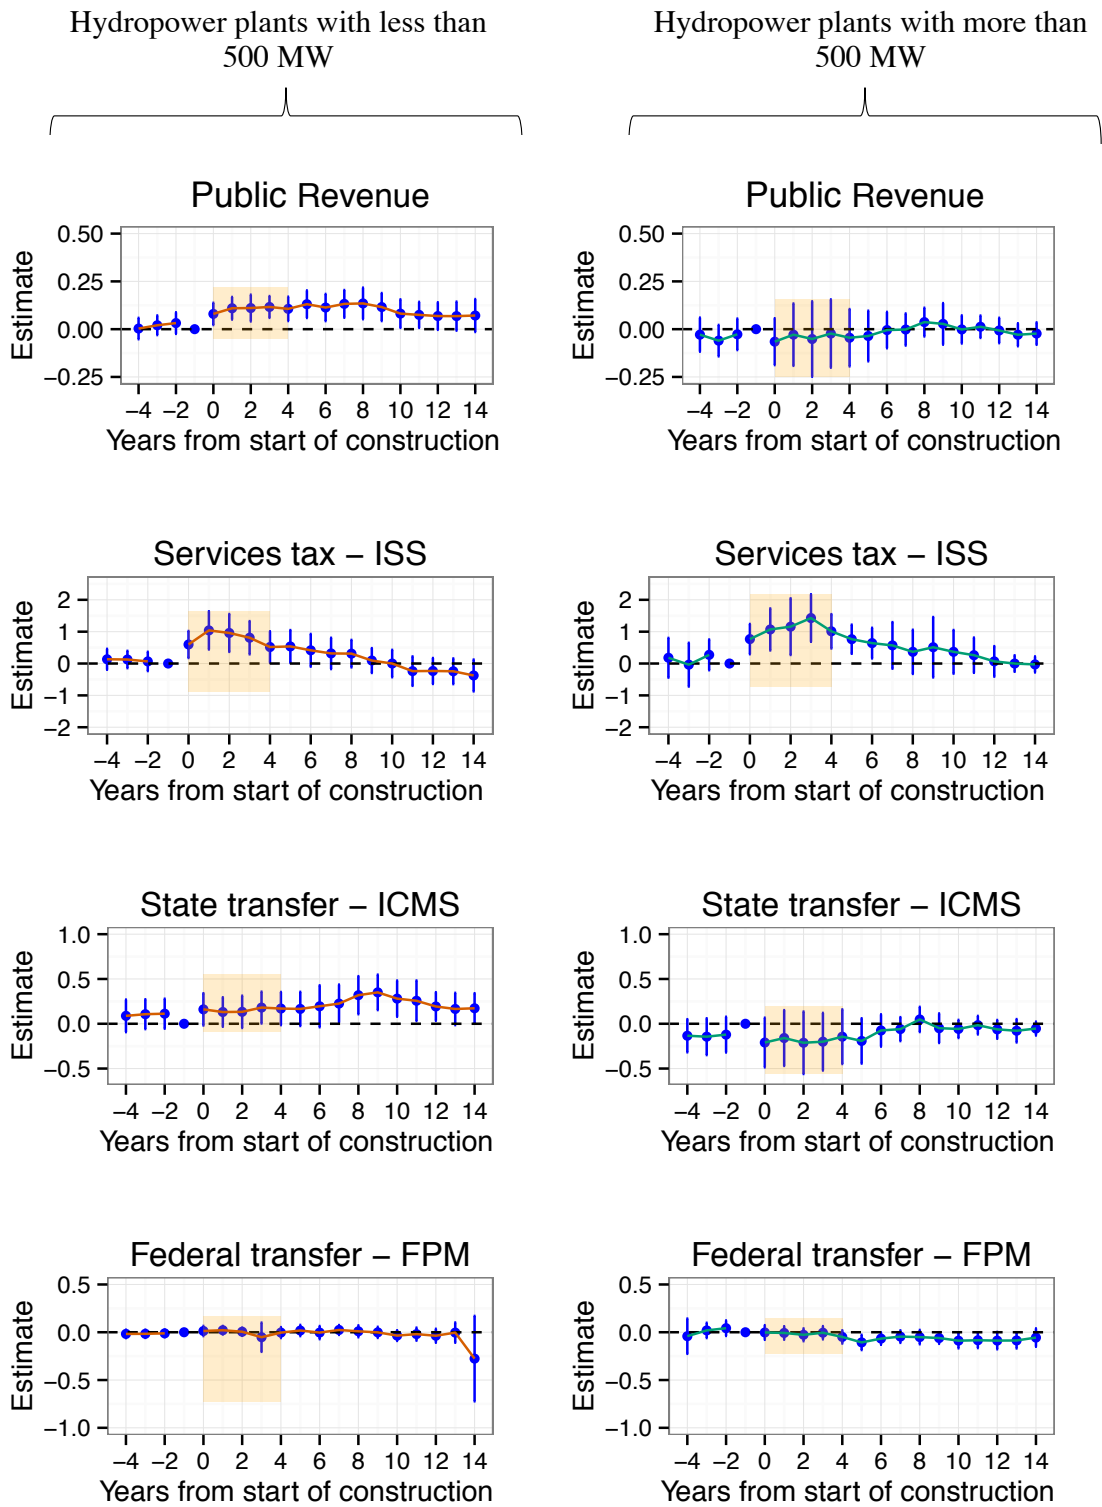 Hydropower plants with less than
500 MW
Hydropower plants with more than
500 MW
Public Revenue
Estimate
0.50
0.25
0.00
−0.25
−4 −2 0 2 4 6 8 10 12 14
Years from start of construction
Public Revenue
Estimate
0.50
0.25
0.00
−0.25
−4 −2 0 2 4 6 8 10 12 14
Years from start of construction
Services tax − ISS
Estimate
2
1
0
−1
−2
−4 −2 0 2 4 6 8 10 12 14
Years from start of construction
Services tax − ISS
Estimate
2
1
0
−1
−2
−4 −2 0 2 4 6 8 10 12 14
Years from start of construction
State transfer − ICMS
Estimate
1.0
0.5
0.0
−0.5
−4 −2 0 2 4 6 8 10 12 14
Years from start of construction
State transfer − ICMS
Estimate
1.0
0.5
0.0
−0.5
−4 −2 0 2 4 6 8 10 12 14
Years from start of construction
Federal transfer − FPM
Estimate
0.5
0.0
−0.5
−1.0
−4 −2 0 2 4 6 8 10 12 14
Years from start of construction
Federal transfer − FPM
Estimate
0.5
0.0
−0.5
−1.0
−4 −2 0 2 4 6 8 10 12 14
Years from start of construction